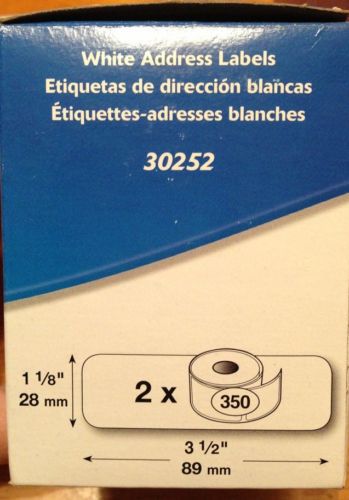 White Address Labels
Etiquetas de dirección blancas
Étiquettes-adresses blanches
30252
1 1/8"
28 mm
2 x
350
3 1/2"
89 mm